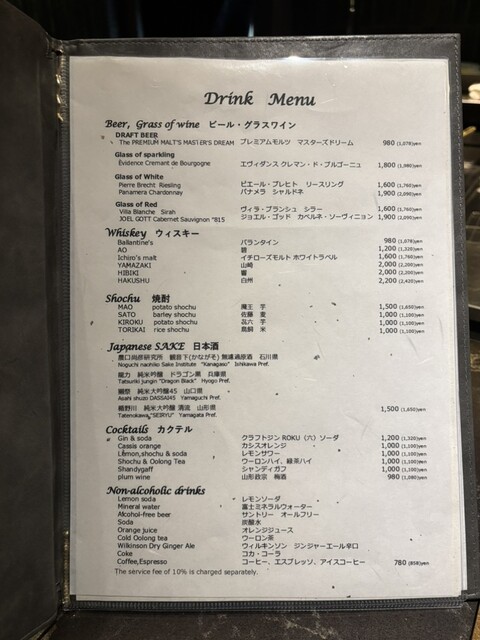 Drink Menu
Beer, Grass of wine ビール・グラスワイン
DRAFT BEER
The PREMIUM MALT'S MASTER'S DREAM プレミアムモルツ マスターズドリーム 980 (1,078)yen
Glass of sparkling
Évidence Cremant de Bourgogne エヴィダンス クレマン・ド・ブルゴーニュ 1,800 (1,980)yen
Glass of White
Pierre Brecht Riesling ピエール・ブレヒト リースリング 1,600 (1,760)yen
Panamera Chardonnay パナメラ シャルドネ 1,900 (2,090)yen
Glass of Red
Villa Blanche Sirah ヴィラ・ブランシュ シラー 1,600 (1,760)yen
JOEL GOTT Cabernet Sauvignon "815 ジョエル・ゴッド カベルネ・ソーヴィニョン 1,900 (2,090)yen
Whiskey ウィスキー
Ballantine's バランタイン 980 (1,078)yen
AO 碧 1,200 (1,320)yen
Ichiro's malt イチローズモルト ホワイトラベル 1,600 (1,760)yen
YAMAZAKI 山崎 2,000 (2,200)yen
HIBIKI 響 2,000 (2,200)yen
HAKUSHU 白州 2,200 (2,420)yen
Shochu 焼酎
MAO potato shochu 魔王 芋 1,500 (1,650)yen
SATO barley shochu 佐藤 麦 1,000 (1,100)yen
KIROKU potato shochu 㐂六 芋 1,000 (1,100)yen
TORIKAI rice shochu 鳥飼 米 1,000 (1,100)yen
Japanese SAKE 日本酒
農口尚彦研究所 観音下(かながそ) 無濾過原酒 石川県
Noguchi naohiko Sake Institute "Kanagaso" Ishikawa Pref.
龍力 純米吟醸 ドラゴン黒 兵庫県
Tatsuriki jungin "Dragon Black" Hyogo Pref.
獺祭 純米大吟醸45 山口県
Asahi shuzo DASSAI45 Yamaguchi Pref.
楯野川 純米大吟醸 清流 山形県
Tatenokawa "SEIRYU" Yamagata Pref. 1,500 (1,650)yen
Cocktails カクテル
Gin & soda クラフトジン ROKU（六）ソーダ 1,200 (1,320)yen
Cassis orange カシスオレンジ 1,000 (1,100)yen
Lemon,shochu & soda レモンサワー 1,000 (1,100)yen
Shochu & Oolong Tea ウーロンハイ、緑茶ハイ 1,000 (1,100)yen
Shandygaff シャンディガフ 1,000 (1,100)yen
plum wine 山形政宗 梅酒 980 (1,080)yen
Non-alcoholic drinks
Lemon soda レモンソーダ
Mineral water 富士ミネラルウォーター
Alcohol-free beer サントリー オールフリー
Soda 炭酸水
Orange juice オレンジジュース
Cold Oolong tea ウーロン茶
Wilkinson Dry Ginger Ale ウィルキンソン ジンジャーエール辛口
Coke コカ・コーラ
Coffee,Espresso コーヒー、エスプレッソ、アイスコーヒー 780 (858)yen
The service fee of 10% is charged separately.